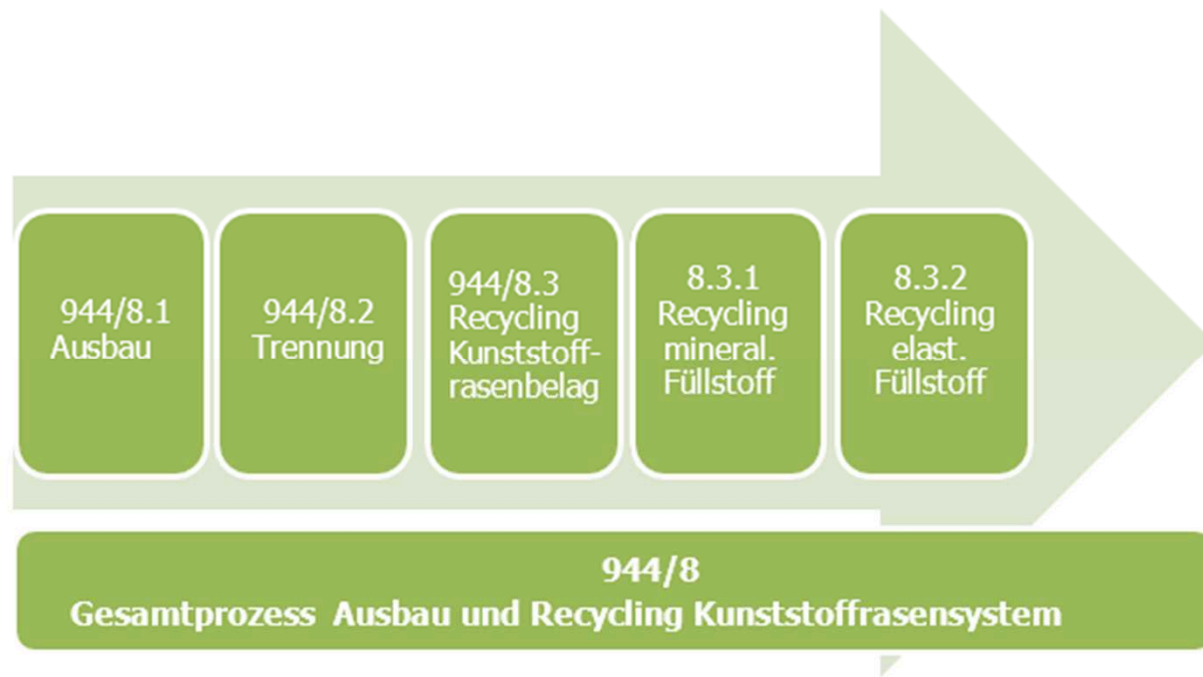 944/8.1
Ausbau
944/8.2
Trennung
944/8.3
Recycling
Kunststoff-
rasenbelag
8.3.1
Recycling
mineral.
Füllstoff
8.3.2
Recycling
elast.
Füllstoff
944/8
Gesamtprozess Ausbau und Recycling Kunststoffrasensystem